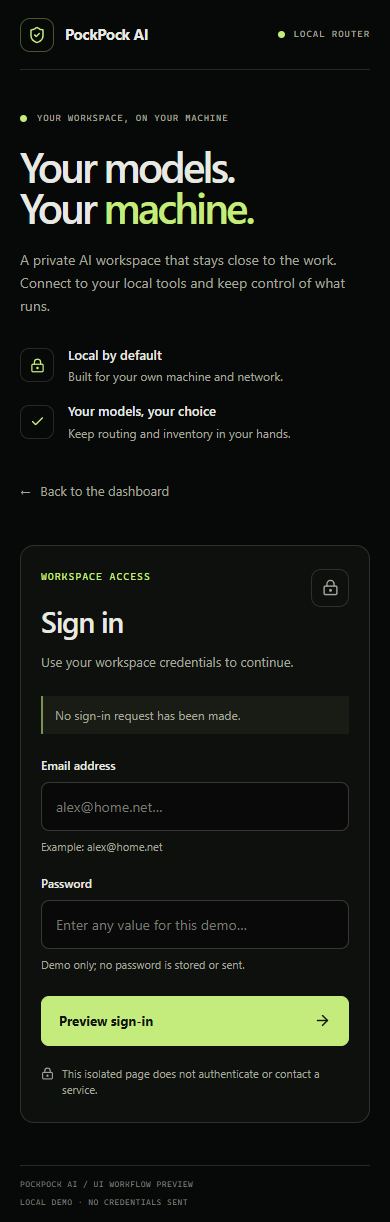 PockPock AI
LOCAL ROUTER
YOUR WORKSPACE, ON YOUR MACHINE
Your models.
Your machine.
A private AI workspace that stays close to the work.
Connect to your local tools and keep control of what
runs.
Local by default
Built for your own machine and network.
Your models, your choice
Keep routing and inventory in your hands.
← Back to the dashboard
WORKSPACE ACCESS
Sign in
Use your workspace credentials to continue.
No sign-in request has been made.
Email address
alex@home.net...
Example: alex@home.net
Password
Enter any value for this demo...
Demo only; no password is stored or sent.
Preview sign-in →
This isolated page does not authenticate or contact a
service.
POCKPOCK AI / UI WORKFLOW PREVIEW
LOCAL DEMO · NO CREDENTIALS SENT